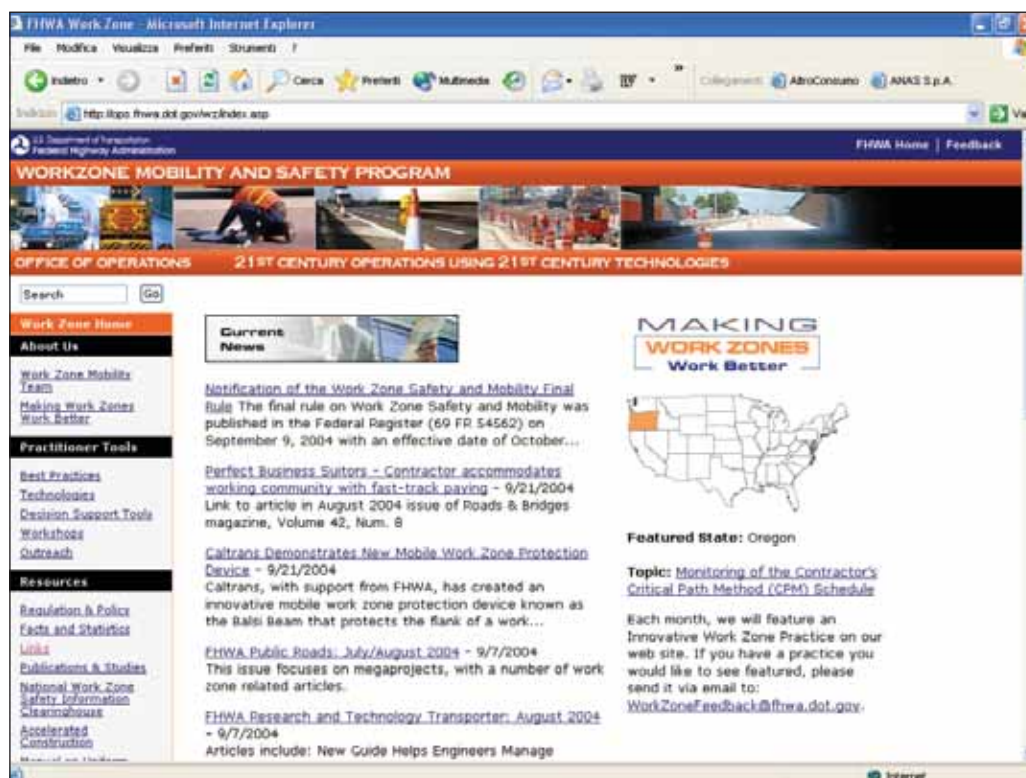 FHWA Work Zone - Microsoft Internet Explorer
File Modifica Visualizza Preferiti Strumenti ?
Indietro Cerca Preferiti Multimedia Collegamenti AltroConsumo ANAS S.p.A.
Indirizzo http://ops.fhwa.dot.gov/wz/index.asp Va
U.S. Department of Transportation
Federal Highway Administration
FHWA Home | Feedback
WORKZONE MOBILITY AND SAFETY PROGRAM
OFFICE OF OPERATIONS 21ST CENTURY OPERATIONS USING 21ST CENTURY TECHNOLOGIES
Search Go
Work Zone Home
About Us
Work Zone Mobility
Team
Making Work Zones
Work Better
Practitioner Tools
Best Practices
Technologies
Decision Support Tools
Workshops
Outreach
Resources
Regulation & Policy
Facts and Statistics
Links
Publications & Studies
National Work Zone
Safety Information
Clearinghouse
Accelerated
Construction
Current
News
Notification of the Work Zone Safety and Mobility Final
Rule The final rule on Work Zone Safety and Mobility was
published in the Federal Register (69 FR 54562) on
September 9, 2004 with an effective date of October...
Perfect Business Suitors - Contractor accommodates
working community with fast-track paving - 9/21/2004
Link to article in August 2004 issue of Roads & Bridges
magazine, Volume 42, Num. 8
Caltrans Demonstrates New Mobile Work Zone Protection
Device - 9/21/2004
Caltrans, with support from FHWA, has created an
innovative mobile work zone protection device known as
the Balsi Beam that protects the flank of a work...
FHWA Public Roads: July/August 2004 - 9/7/2004
This issue focuses on megaprojects, with a number of work
zone related articles.
FHWA Research and Technology Transporter: August 2004
- 9/7/2004
Articles include: New Guide Helps Engineers Manage
MAKING
WORK ZONES
Work Better
Featured State: Oregon
Topic: Monitoring of the Contractor's
Critical Path Method (CPM) Schedule
Each month, we will feature an
Innovative Work Zone Practice on our
web site. If you have a practice you
would like to see featured, please
send it via email to:
WorkZoneFeedback@fhwa.dot.gov.
Internet